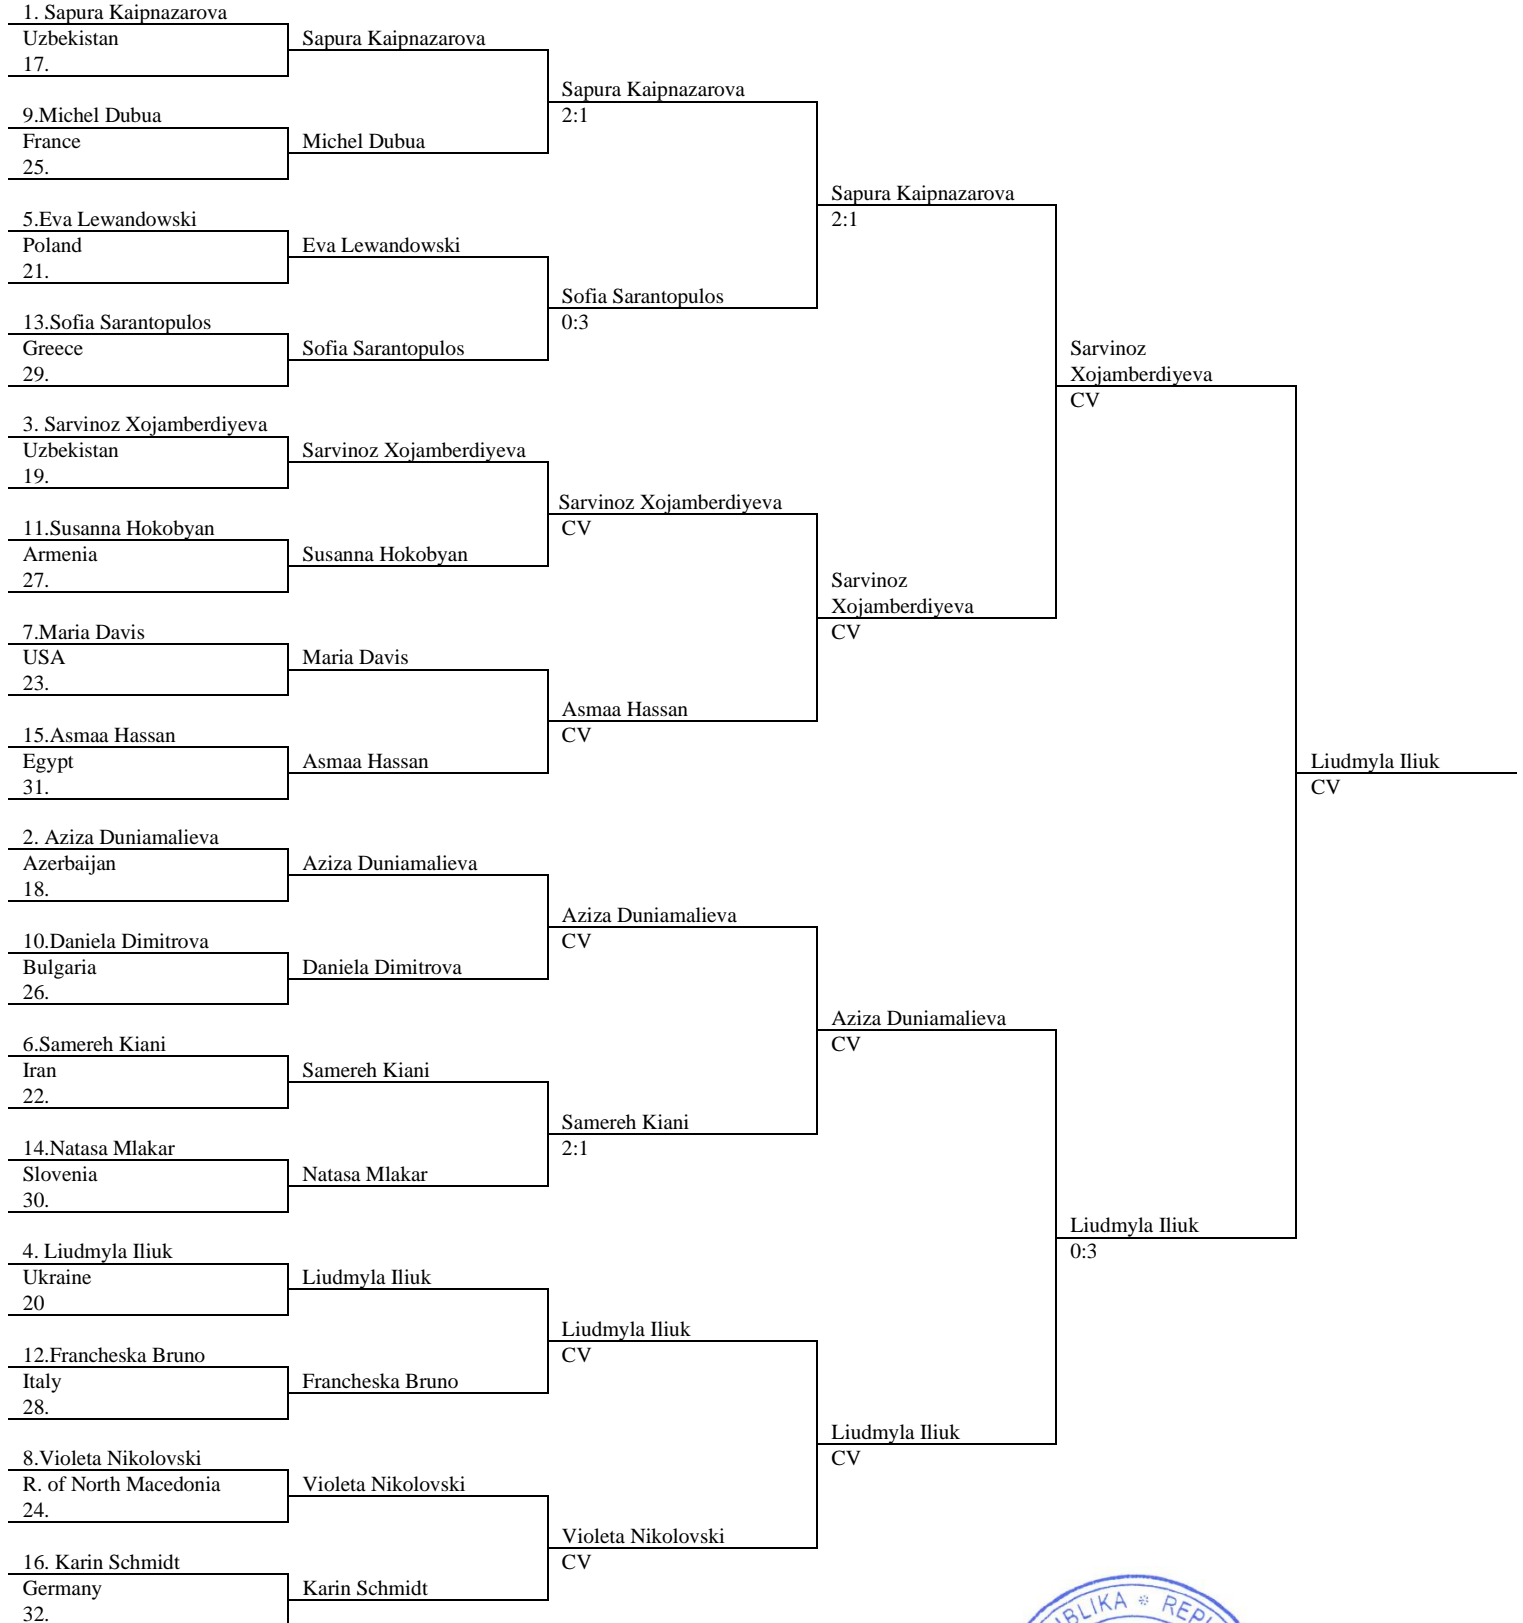 1. Sapura Kaipnazarova
Uzbekistan
17.
9.Michel Dubua
France
25.
5.Eva Lewandowski
Poland
21.
13.Sofia Sarantopulos
Greece
29.
3. Sarvinoz Xojamberdiyeva
Uzbekistan
19.
11.Susanna Hokobyan
Armenia
27.
7.Maria Davis
USA
23.
15.Asmaa Hassan
Egypt
31.
2. Aziza Duniamalieva
Azerbaijan
18.
10.Daniela Dimitrova
Bulgaria
26.
6.Samereh Kiani
Iran
22.
14.Natasa Mlakar
Slovenia
30.
4. Liudmyla Iliuk
Ukraine
20
12.Francheska Bruno
Italy
28.
8.Violeta Nikolovski
R. of North Macedonia
24.
16. Karin Schmidt
Germany
32.
Sapura Kaipnazarova
Michel Dubua
Eva Lewandowski
Sofia Sarantopulos
Sarvinoz Xojamberdiyeva
Susanna Hokobyan
Maria Davis
Asmaa Hassan
Aziza Duniamalieva
Daniela Dimitrova
Samereh Kiani
Natasa Mlakar
Liudmyla Iliuk
Francheska Bruno
Violeta Nikolovski
Karin Schmidt
Sapura Kaipnazarova
2:1
Sofia Sarantopulos
0:3
Sarvinoz Xojamberdiyeva
CV
Asmaa Hassan
CV
Aziza Duniamalieva
CV
Samereh Kiani
2:1
Liudmyla Iliuk
CV
Violeta Nikolovski
CV
Sapura Kaipnazarova
2:1
Sarvinoz
Xojamberdiyeva
CV
Aziza Duniamalieva
CV
Liudmyla Iliuk
CV
Sarvinoz
Xojamberdiyeva
CV
Liudmyla Iliuk
0:3
Liudmyla Iliuk
CV